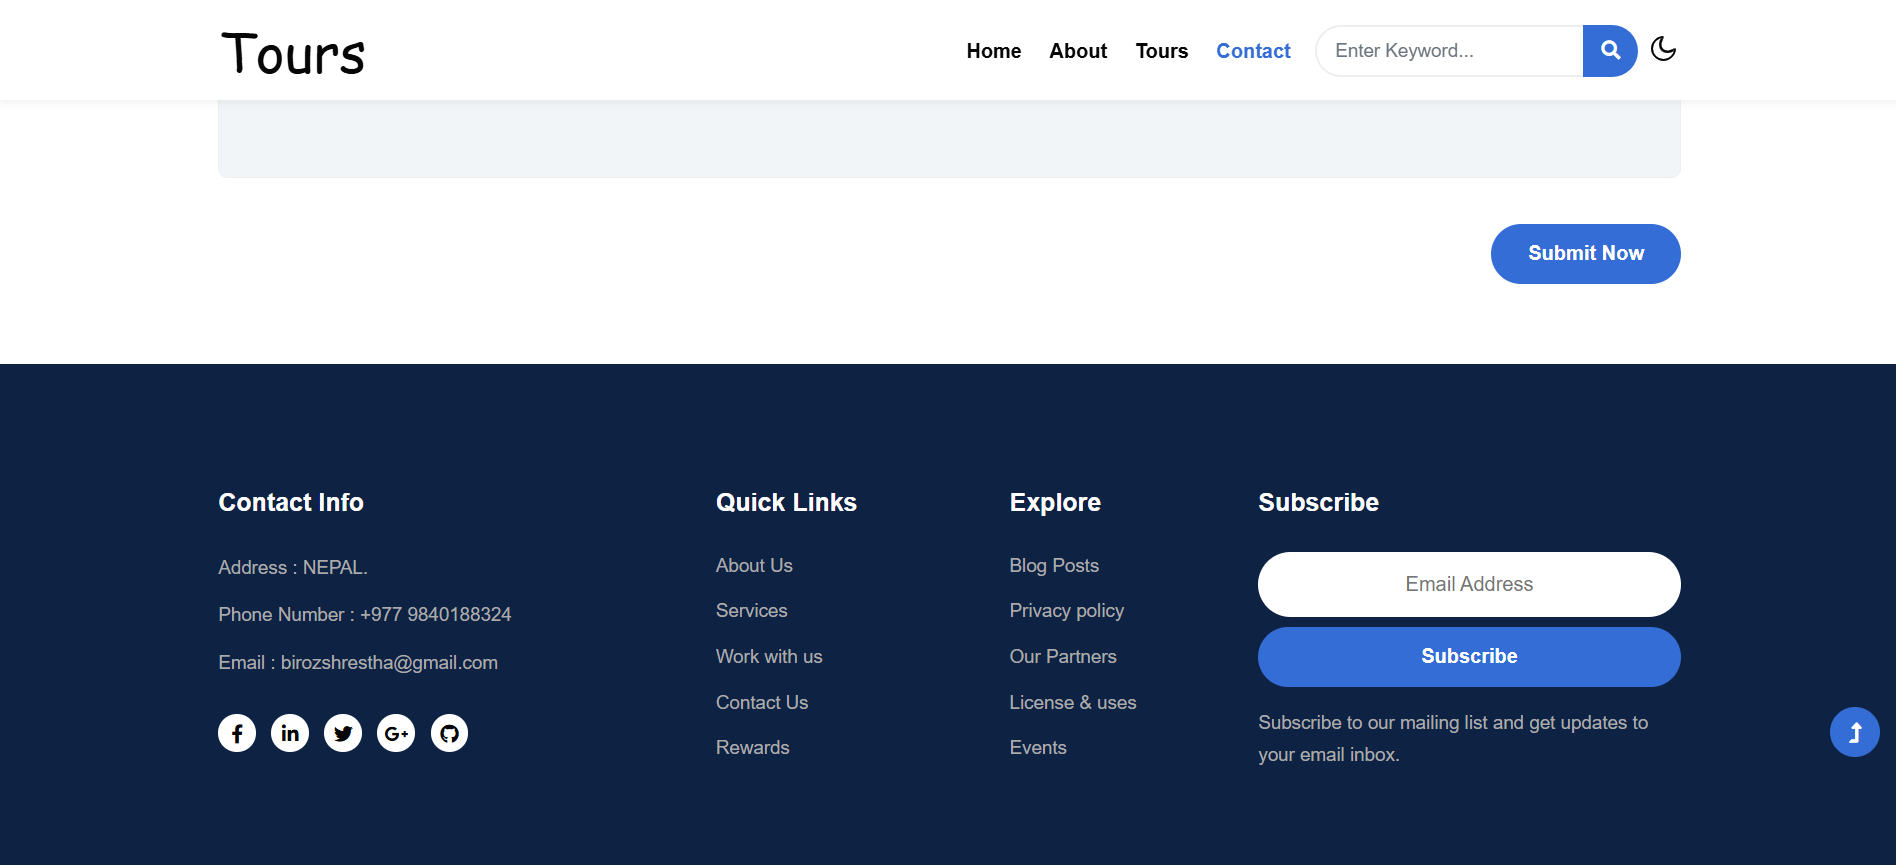 Tours
Home About Tours Contact Enter Keyword...
Submit Now
Contact Info
Address : NEPAL.
Phone Number : +977 9840188324
Email : birozshrestha@gmail.com
Quick Links
About Us
Services
Work with us
Contact Us
Rewards
Explore
Blog Posts
Privacy policy
Our Partners
License & uses
Events
Subscribe
Email Address
Subscribe
Subscribe to our mailing list and get updates to
your email inbox.